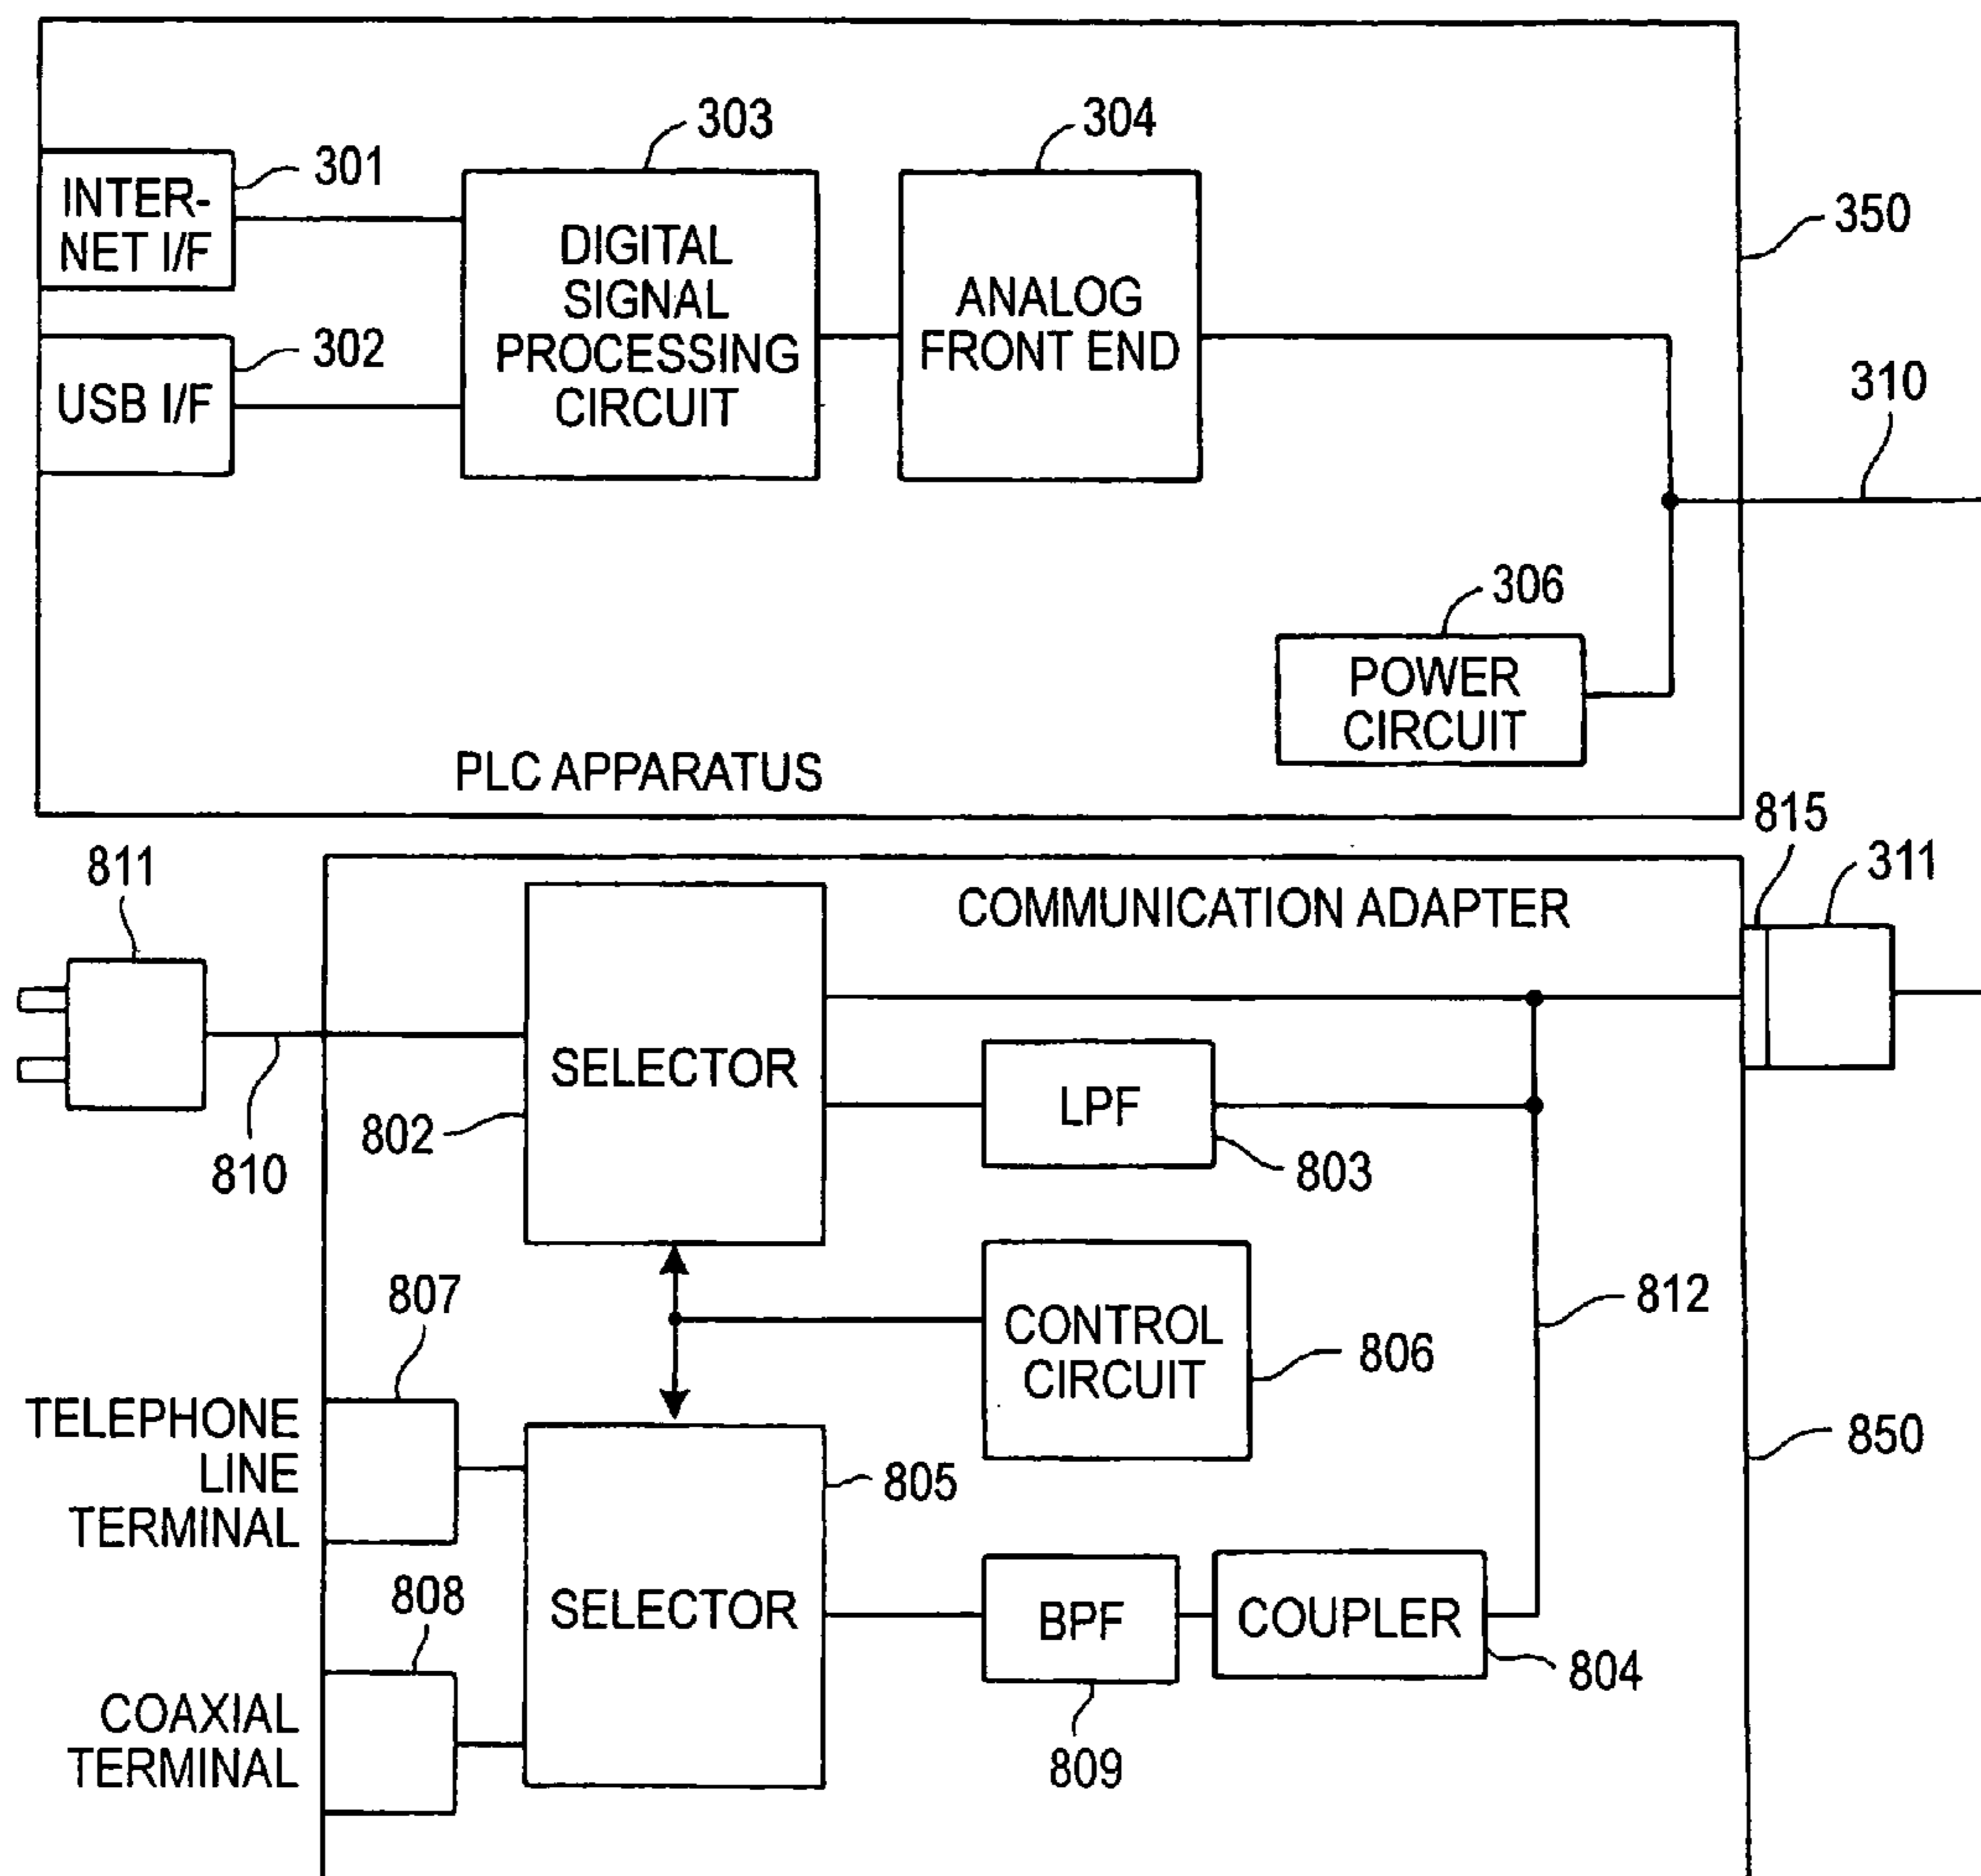 303
304
301
INTER-
NET I/F
350
DIGITAL
SIGNAL
PROCESSING
CIRCUIT
ANALOG
FRONT END
302
USB I/F
310
306
POWER
CIRCUIT
PLC APPARATUS
815
811
311
COMMUNICATION ADAPTER
SELECTOR
LPF
802
810
803
807
812
CONTROL
CIRCUIT
806
TELEPHONE
LINE
TERMINAL
805
850
808
SELECTOR
BPF
COUPLER
804
COAXIAL
TERMINAL
809